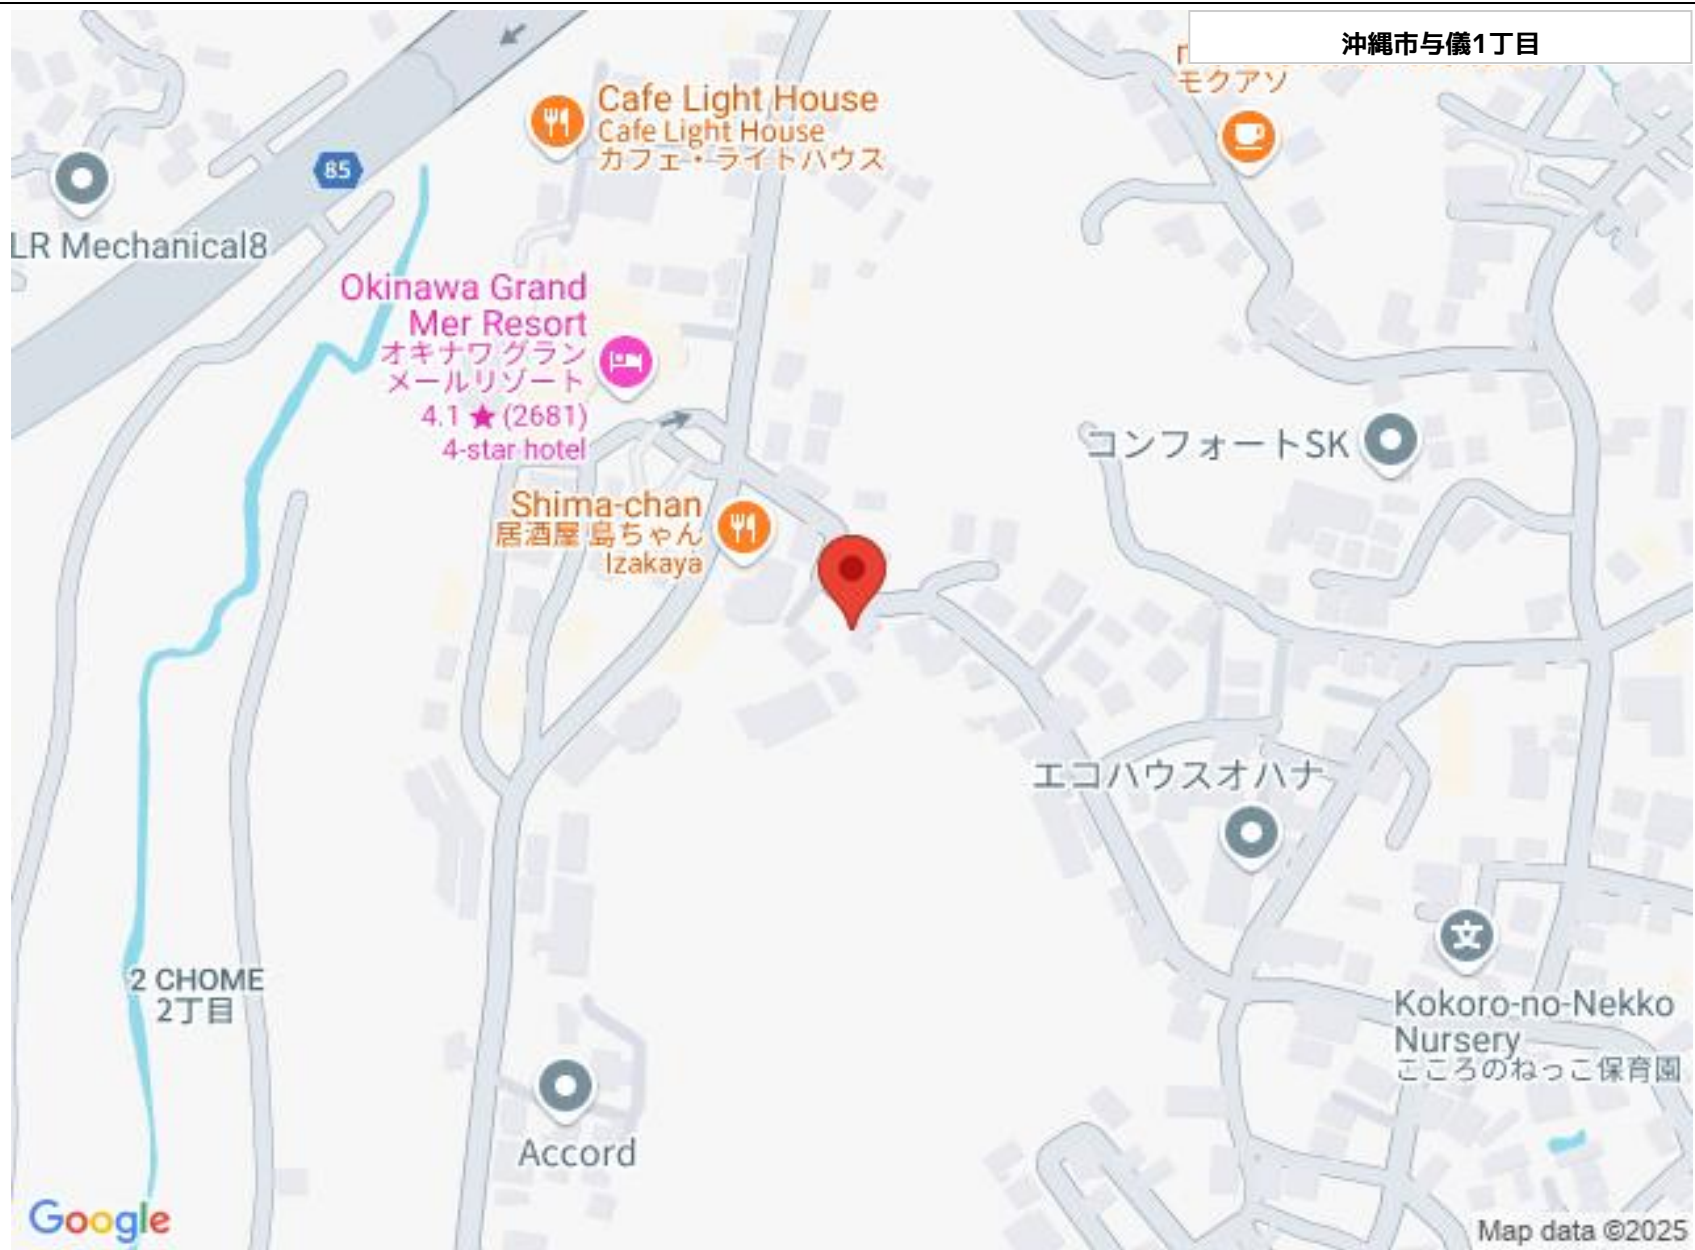 沖縄市与儀1丁目
モクアソ
Cafe Light House
Cafe Light House
カフェ・ライトハウス
85
LR Mechanical8
Okinawa Grand
Mer Resort
オキナワ グラン
メールリゾート
4.1 ★ (2681)
4-star hotel
コンフォートSK
Shima-chan
居酒屋 島ちゃん
Izakaya
エコハウスオハナ
文
2 CHOME
2丁目
Kokoro-no-Nekko
Nursery
こころのねっこ保育園
Accord
Google
Map data ©2025